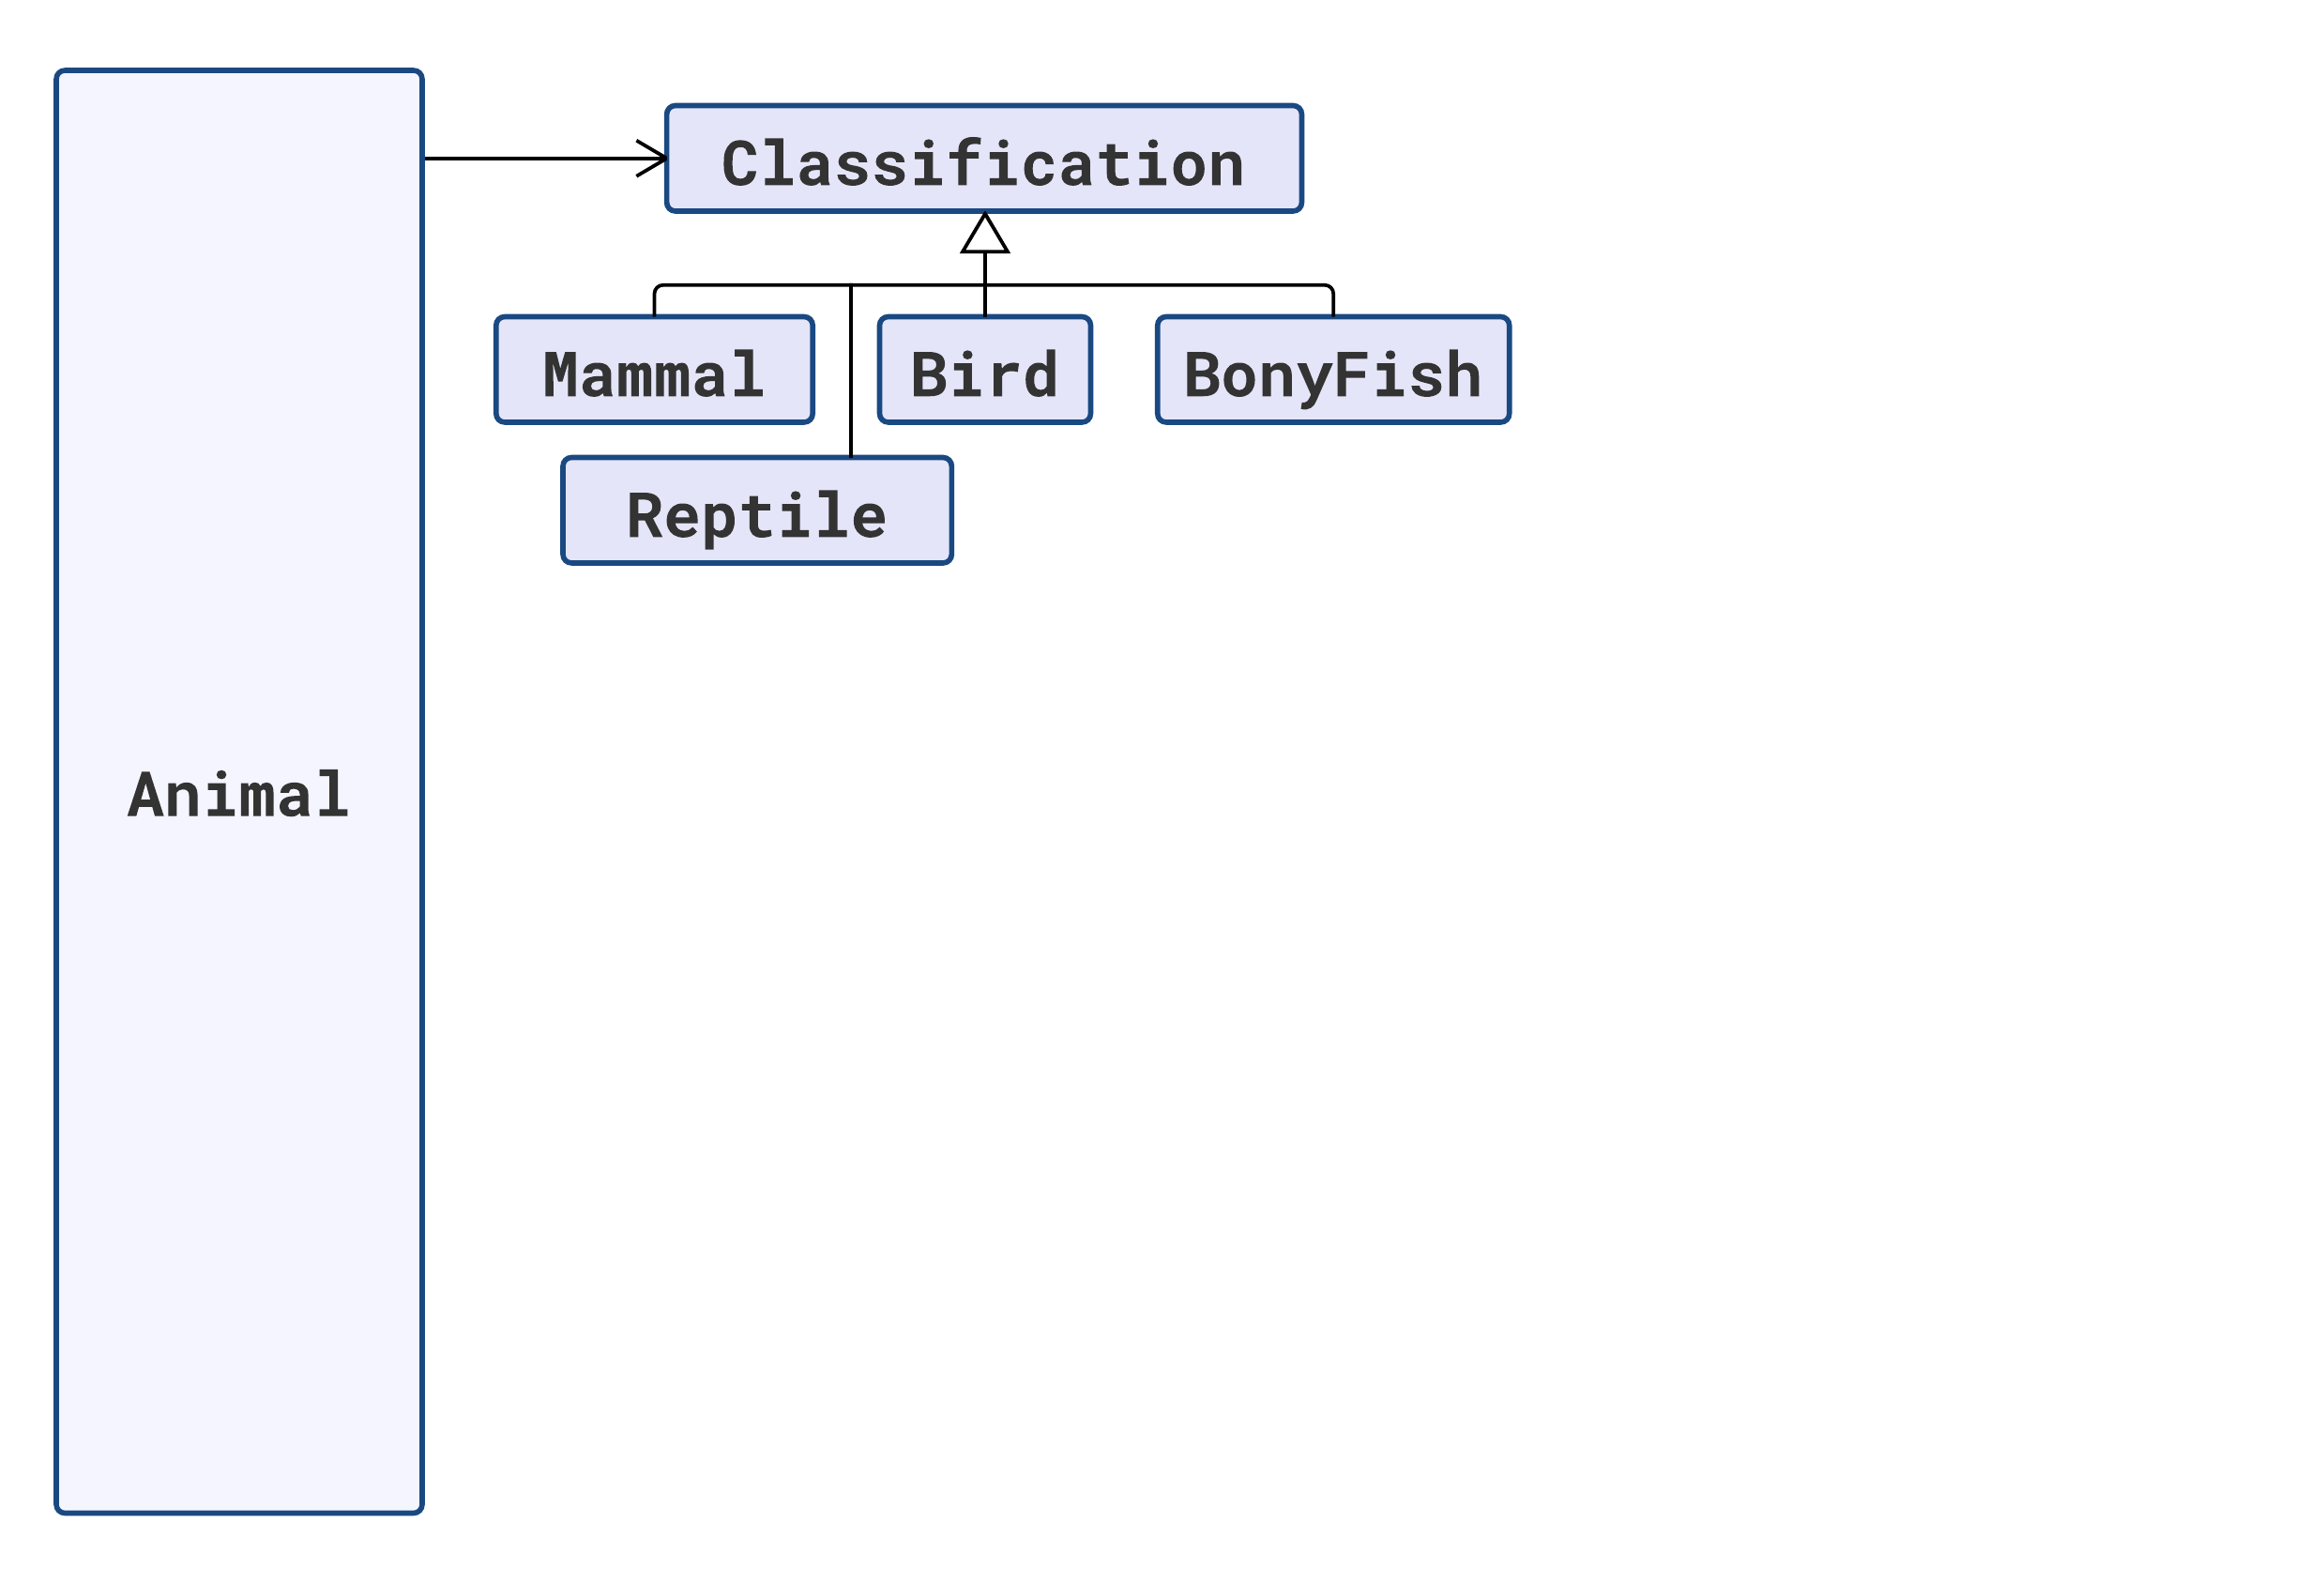 Classification
Mammal
Bird
BonyFish
Reptile
Animal